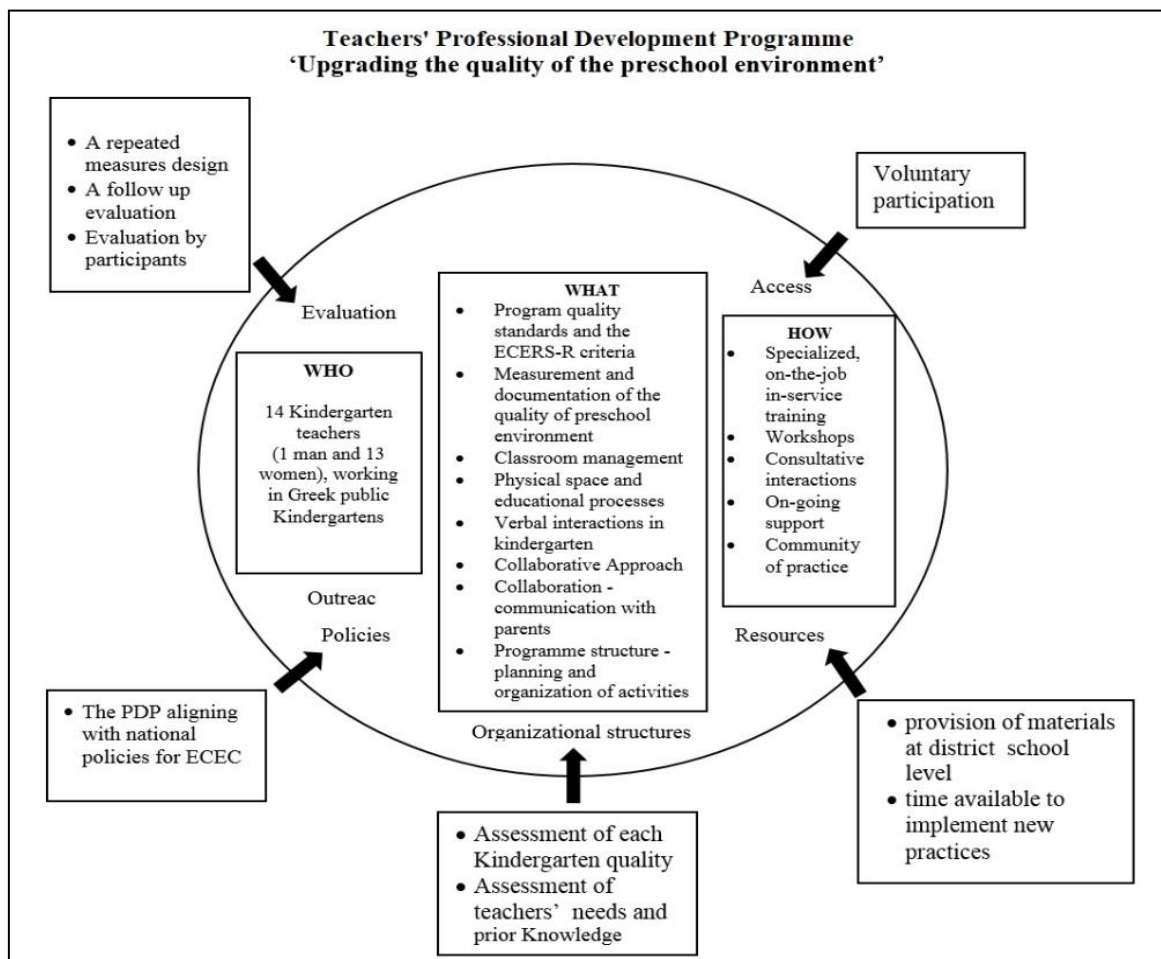 Teachers' Professional Development Programme
‘Upgrading the quality of the preschool environment’
• A repeated
measures design
• A follow up
evaluation
• Evaluation by
participants
Voluntary
participation
Evaluation
Access
WHO
14 Kindergarten
teachers
(1 man and 13
women), working
in Greek public
Kindergartens
WHAT
• Program quality
standards and the
ECERS-R criteria
• Measurement and
documentation of the
quality of preschool
environment
• Classroom management
• Physical space and
educational processes
• Verbal interactions in
kindergarten
• Collaborative Approach
• Collaboration -
communication with
parents
• Programme structure -
planning and
organization of activities
HOW
• Specialized,
on-the-job
in-service
training
• Workshops
• Consultative
interactions
• On-going
support
• Community
of practice
Outreac
Policies
Resources
Organizational structures
• The PDP aligning
with national
policies for ECEC
• Assessment of each
Kindergarten quality
• Assessment of
teachers’ needs and
prior Knowledge
• provision of materials
at district school
level
• time available to
implement new
practices